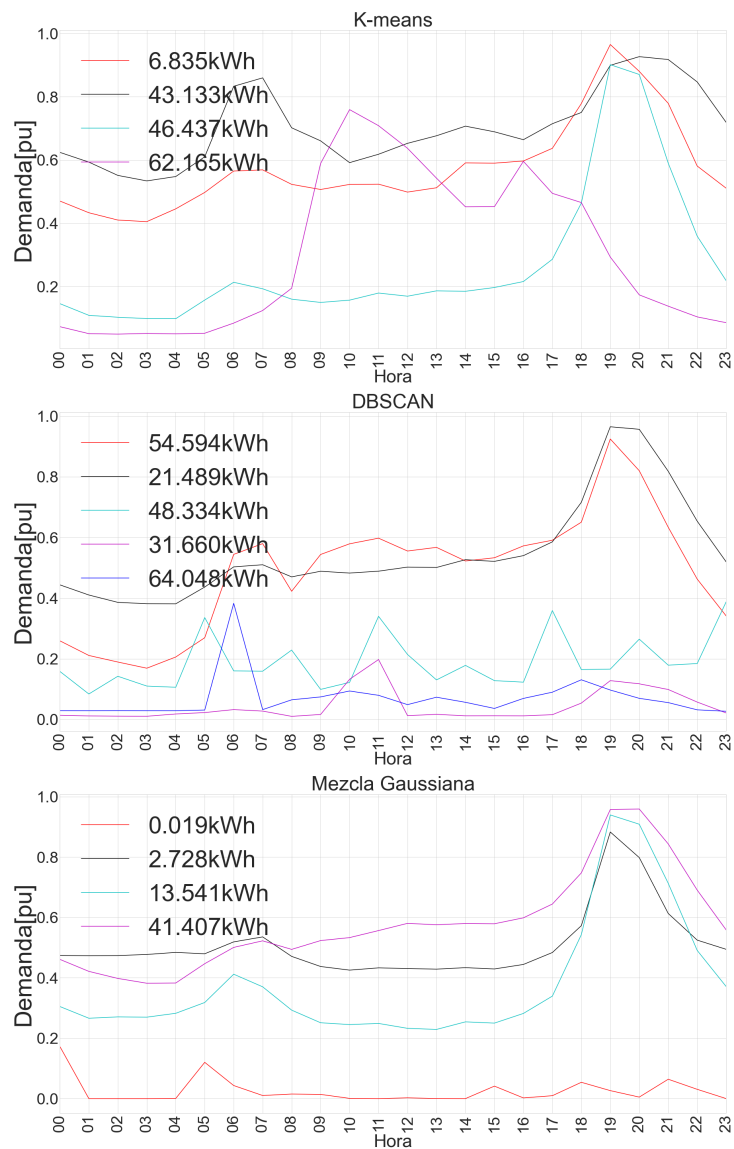 K-means
1.0
0.8
0.6
0.4
0.2
Demanda[pu]
6.835kWh
43.133kWh
46.437kWh
62.165kWh
00 01 02 03 04 05 06 07 08 09 10 11 12 13 14 15 16 17 18 19 20 21 22 23
Hora
DBSCAN
1.0
0.8
0.6
0.4
0.2
0.0
Demanda[pu]
54.594kWh
21.489kWh
48.334kWh
31.660kWh
64.048kWh
00 01 02 03 04 05 06 07 08 09 10 11 12 13 14 15 16 17 18 19 20 21 22 23
Hora
Mezcla Gaussiana
1.0
0.8
0.6
0.4
0.2
0.0
Demanda[pu]
0.019kWh
2.728kWh
13.541kWh
41.407kWh
00 01 02 03 04 05 06 07 08 09 10 11 12 13 14 15 16 17 18 19 20 21 22 23
Hora